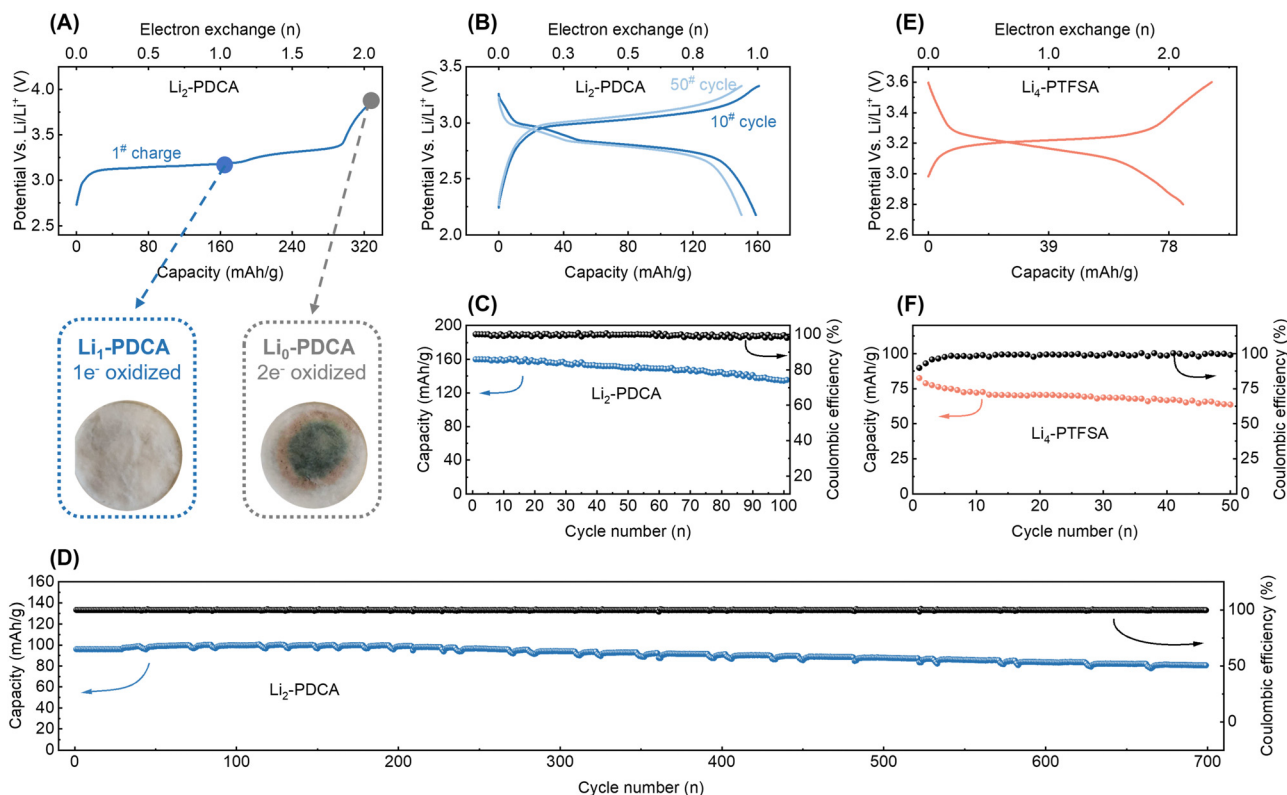 (A)
Electron exchange (n)
0.0 0.5 1.0 1.5 2.0
Li₂-PDCA
1# charge
Potential Vs. Li/Li⁺ (V)
4.0
3.5
3.0
2.5
0 80 160 240 320
Capacity (mAh/g)
Li₁-PDCA
1e⁻ oxidized
Li₀-PDCA
2e⁻ oxidized
(B)
Electron exchange (n)
0.0 0.3 0.5 0.8 1.0
Li₂-PDCA
50# cycle
10# cycle
Potential Vs. Li/Li⁺ (V)
3.5
3.0
2.5
2.0
0 40 80 120 160
Capacity (mAh/g)
(E)
Electron exchange (n)
0.0 1.0 2.0
Li₄-PTFSA
Potential Vs. Li/Li⁺ (V)
3.6
3.4
3.2
3.0
2.8
2.6
0 39 78
Capacity (mAh/g)
(C)
Capacity (mAh/g)
200
160
120
80
40
0
Li₂-PDCA
100
80
60
40
20
Coulombic efficiency (%)
0 10 20 30 40 50 60 70 80 90 100
Cycle number (n)
(F)
Capacity (mAh/g)
100
75
50
25
0
Li₄-PTFSA
100
75
50
25
0
Coulombic efficiency (%)
0 10 20 30 40 50
Cycle number (n)
(D)
Capacity (mAh/g)
160
140
120
100
80
60
40
20
0
Li₂-PDCA
100
50
0
Coulombic efficiency (%)
0 100 200 300 400 500 600 700
Cycle number (n)